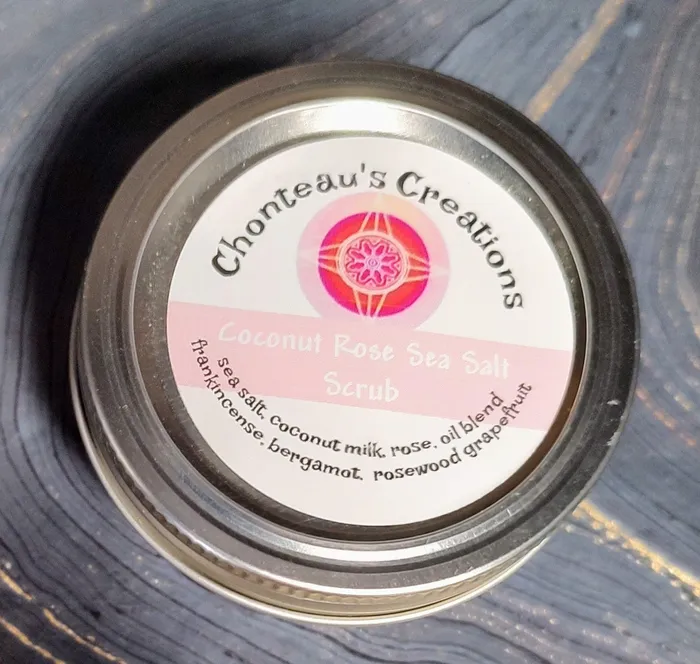 Chonteau's Creations
Coconut Rose Sea Salt
Scrub
sea salt, coconut milk, rose, oil blend
frankincense, bergamot, rosewood grapefruit